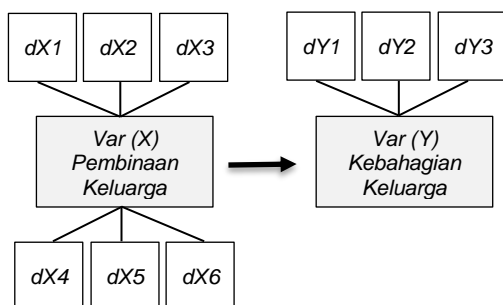 dX1 dX2 dX3
dY1 dY2 dY3
Var (X)
Pembinaan
Keluarga
Var (Y)
Kebahagian
Keluarga
dX4 dX5 dX6